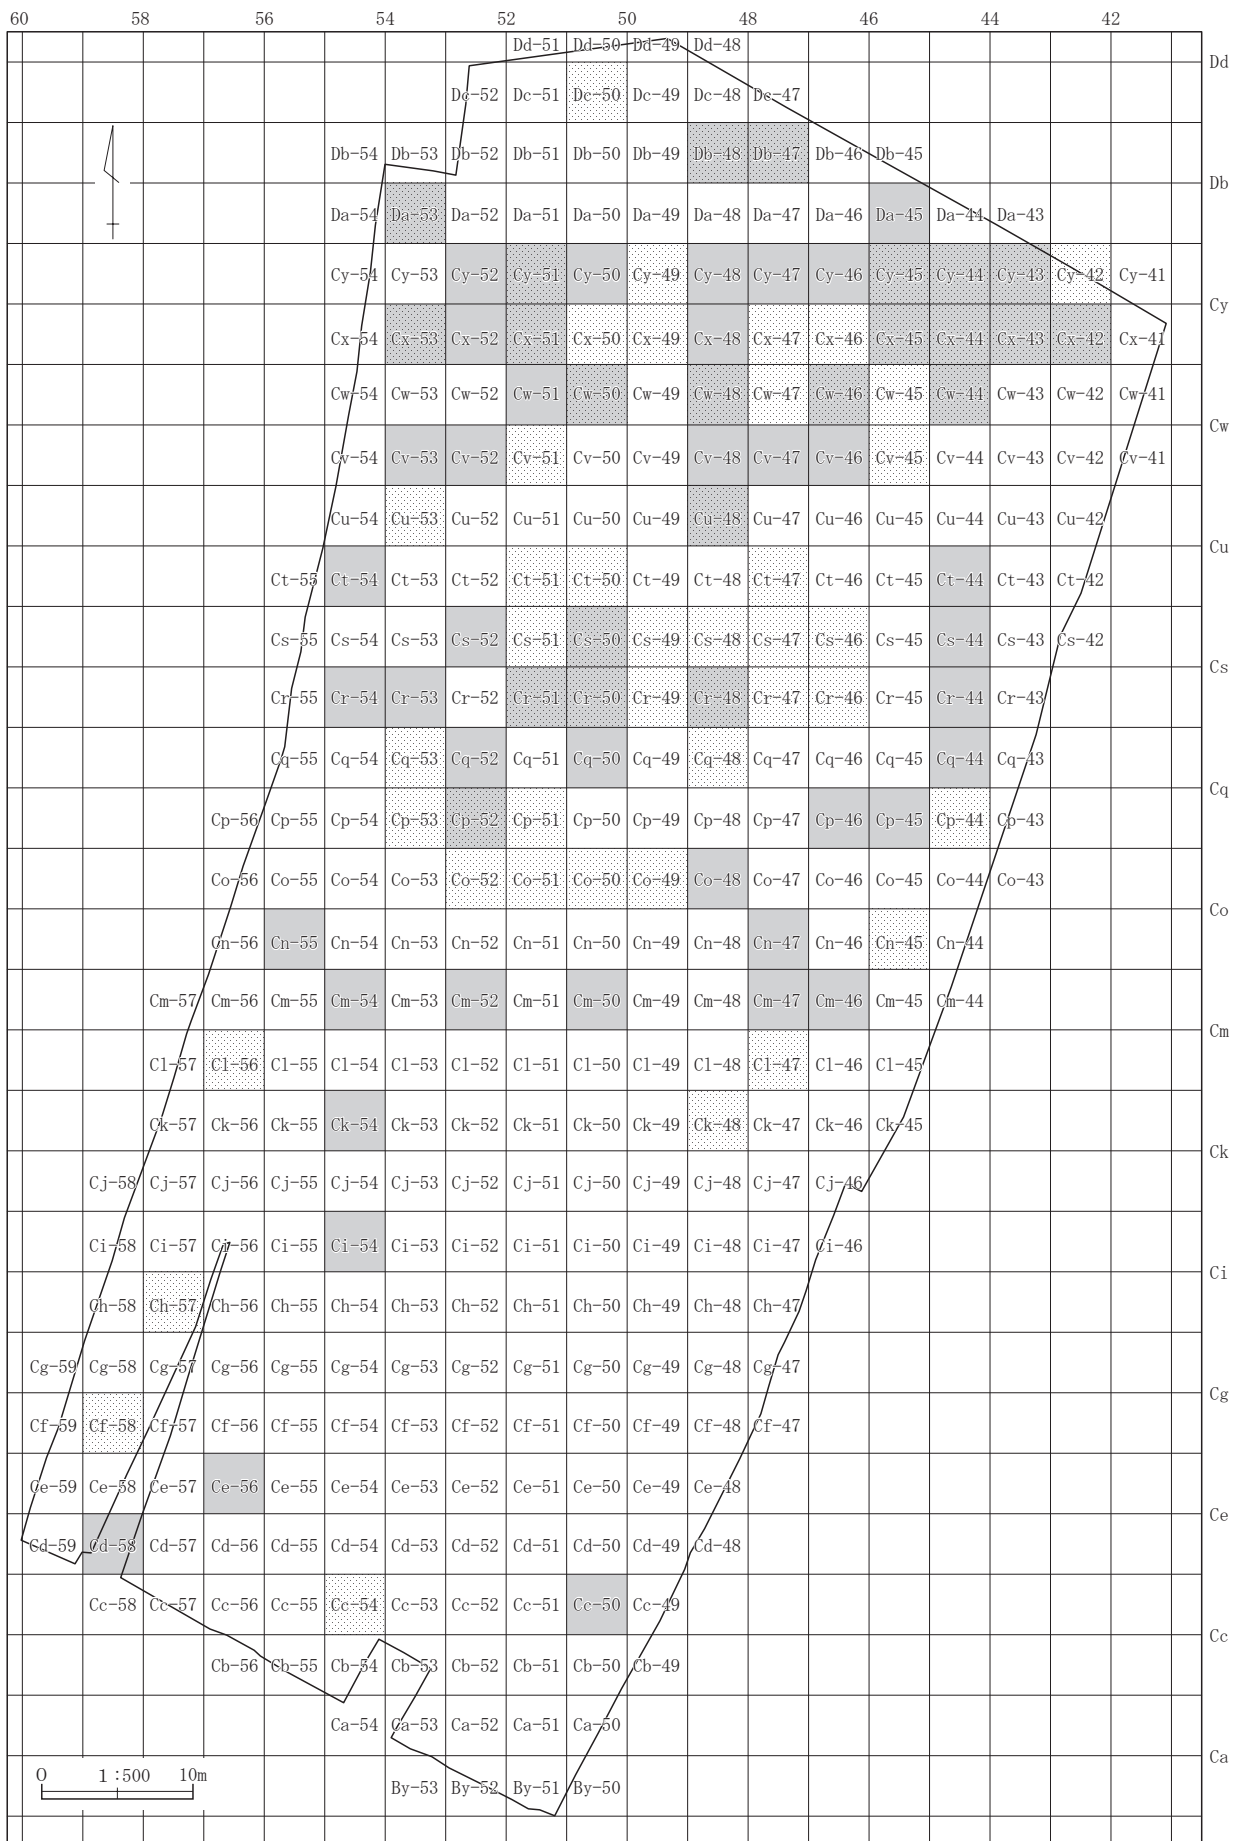 60 58 56 54 52 50 48 46 44 42
Dd-51 Dd-50 Dd-49 Dd-48
Dd
Dc-52 Dc-51 Dc-50 Dc-49 Dc-48 Dc-47
Db-54 Db-53 Db-52 Db-51 Db-50 Db-49 Db-48 Db-47 Db-46 Db-45
Db
Da-54 Da-53 Da-52 Da-51 Da-50 Da-49 Da-48 Da-47 Da-46 Da-45 Da-44 Da-43
Cy-54 Cy-53 Cy-52 Cy-51 Cy-50 Cy-49 Cy-48 Cy-47 Cy-46 Cy-45 Cy-44 Cy-43 Cy-42 Cy-41
Cy
Cx-54 Cx-53 Cx-52 Cx-51 Cx-50 Cx-49 Cx-48 Cx-47 Cx-46 Cx-45 Cx-44 Cx-43 Cx-42 Cx-41
Cw-54 Cw-53 Cw-52 Cw-51 Cw-50 Cw-49 Cw-48 Cw-47 Cw-46 Cw-45 Cw-44 Cw-43 Cw-42 Cw-41
Cw
Cv-54 Cv-53 Cv-52 Cv-51 Cv-50 Cv-49 Cv-48 Cv-47 Cv-46 Cv-45 Cv-44 Cv-43 Cv-42 Cv-41
Cu-54 Cu-53 Cu-52 Cu-51 Cu-50 Cu-49 Cu-48 Cu-47 Cu-46 Cu-45 Cu-44 Cu-43 Cu-42
Cu
Ct-55 Ct-54 Ct-53 Ct-52 Ct-51 Ct-50 Ct-49 Ct-48 Ct-47 Ct-46 Ct-45 Ct-44 Ct-43 Ct-42
Cs-55 Cs-54 Cs-53 Cs-52 Cs-51 Cs-50 Cs-49 Cs-48 Cs-47 Cs-46 Cs-45 Cs-44 Cs-43 Cs-42
Cs
Cr-55 Cr-54 Cr-53 Cr-52 Cr-51 Cr-50 Cr-49 Cr-48 Cr-47 Cr-46 Cr-45 Cr-44 Cr-43
Cq-55 Cq-54 Cq-53 Cq-52 Cq-51 Cq-50 Cq-49 Cq-48 Cq-47 Cq-46 Cq-45 Cq-44 Cq-43
Cq
Cp-56 Cp-55 Cp-54 Cp-53 Cp-52 Cp-51 Cp-50 Cp-49 Cp-48 Cp-47 Cp-46 Cp-45 Cp-44 Cp-43
Co-56 Co-55 Co-54 Co-53 Co-52 Co-51 Co-50 Co-49 Co-48 Co-47 Co-46 Co-45 Co-44 Co-43
Co
Cn-56 Cn-55 Cn-54 Cn-53 Cn-52 Cn-51 Cn-50 Cn-49 Cn-48 Cn-47 Cn-46 Cn-45 Cn-44
Cm-57 Cm-56 Cm-55 Cm-54 Cm-53 Cm-52 Cm-51 Cm-50 Cm-49 Cm-48 Cm-47 Cm-46 Cm-45 Cm-44
Cm
Cl-57 Cl-56 Cl-55 Cl-54 Cl-53 Cl-52 Cl-51 Cl-50 Cl-49 Cl-48 Cl-47 Cl-46 Cl-45
Ck-57 Ck-56 Ck-55 Ck-54 Ck-53 Ck-52 Ck-51 Ck-50 Ck-49 Ck-48 Ck-47 Ck-46 Ck-45
Ck
Cj-58 Cj-57 Cj-56 Cj-55 Cj-54 Cj-53 Cj-52 Cj-51 Cj-50 Cj-49 Cj-48 Cj-47 Cj-46
Ci-58 Ci-57 Ci-56 Ci-55 Ci-54 Ci-53 Ci-52 Ci-51 Ci-50 Ci-49 Ci-48 Ci-47 Ci-46
Ci
Ch-58 Ch-57 Ch-56 Ch-55 Ch-54 Ch-53 Ch-52 Ch-51 Ch-50 Ch-49 Ch-48 Ch-47
Cg-59 Cg-58 Cg-57 Cg-56 Cg-55 Cg-54 Cg-53 Cg-52 Cg-51 Cg-50 Cg-49 Cg-48 Cg-47
Cg
Cf-59 Cf-58 Cf-57 Cf-56 Cf-55 Cf-54 Cf-53 Cf-52 Cf-51 Cf-50 Cf-49 Cf-48 Cf-47
Ce-59 Ce-58 Ce-57 Ce-56 Ce-55 Ce-54 Ce-53 Ce-52 Ce-51 Ce-50 Ce-49 Ce-48
Ce
Cd-59 Cd-58 Cd-57 Cd-56 Cd-55 Cd-54 Cd-53 Cd-52 Cd-51 Cd-50 Cd-49 Cd-48
Cc-58 Cc-57 Cc-56 Cc-55 Cc-54 Cc-53 Cc-52 Cc-51 Cc-50 Cc-49
Cc
Cb-56 Cb-55 Cb-54 Cb-53 Cb-52 Cb-51 Cb-50 Cb-49
Ca-54 Ca-53 Ca-52 Ca-51 Ca-50
Ca
By-53 By-52 By-51 By-50
0 1:500 10m